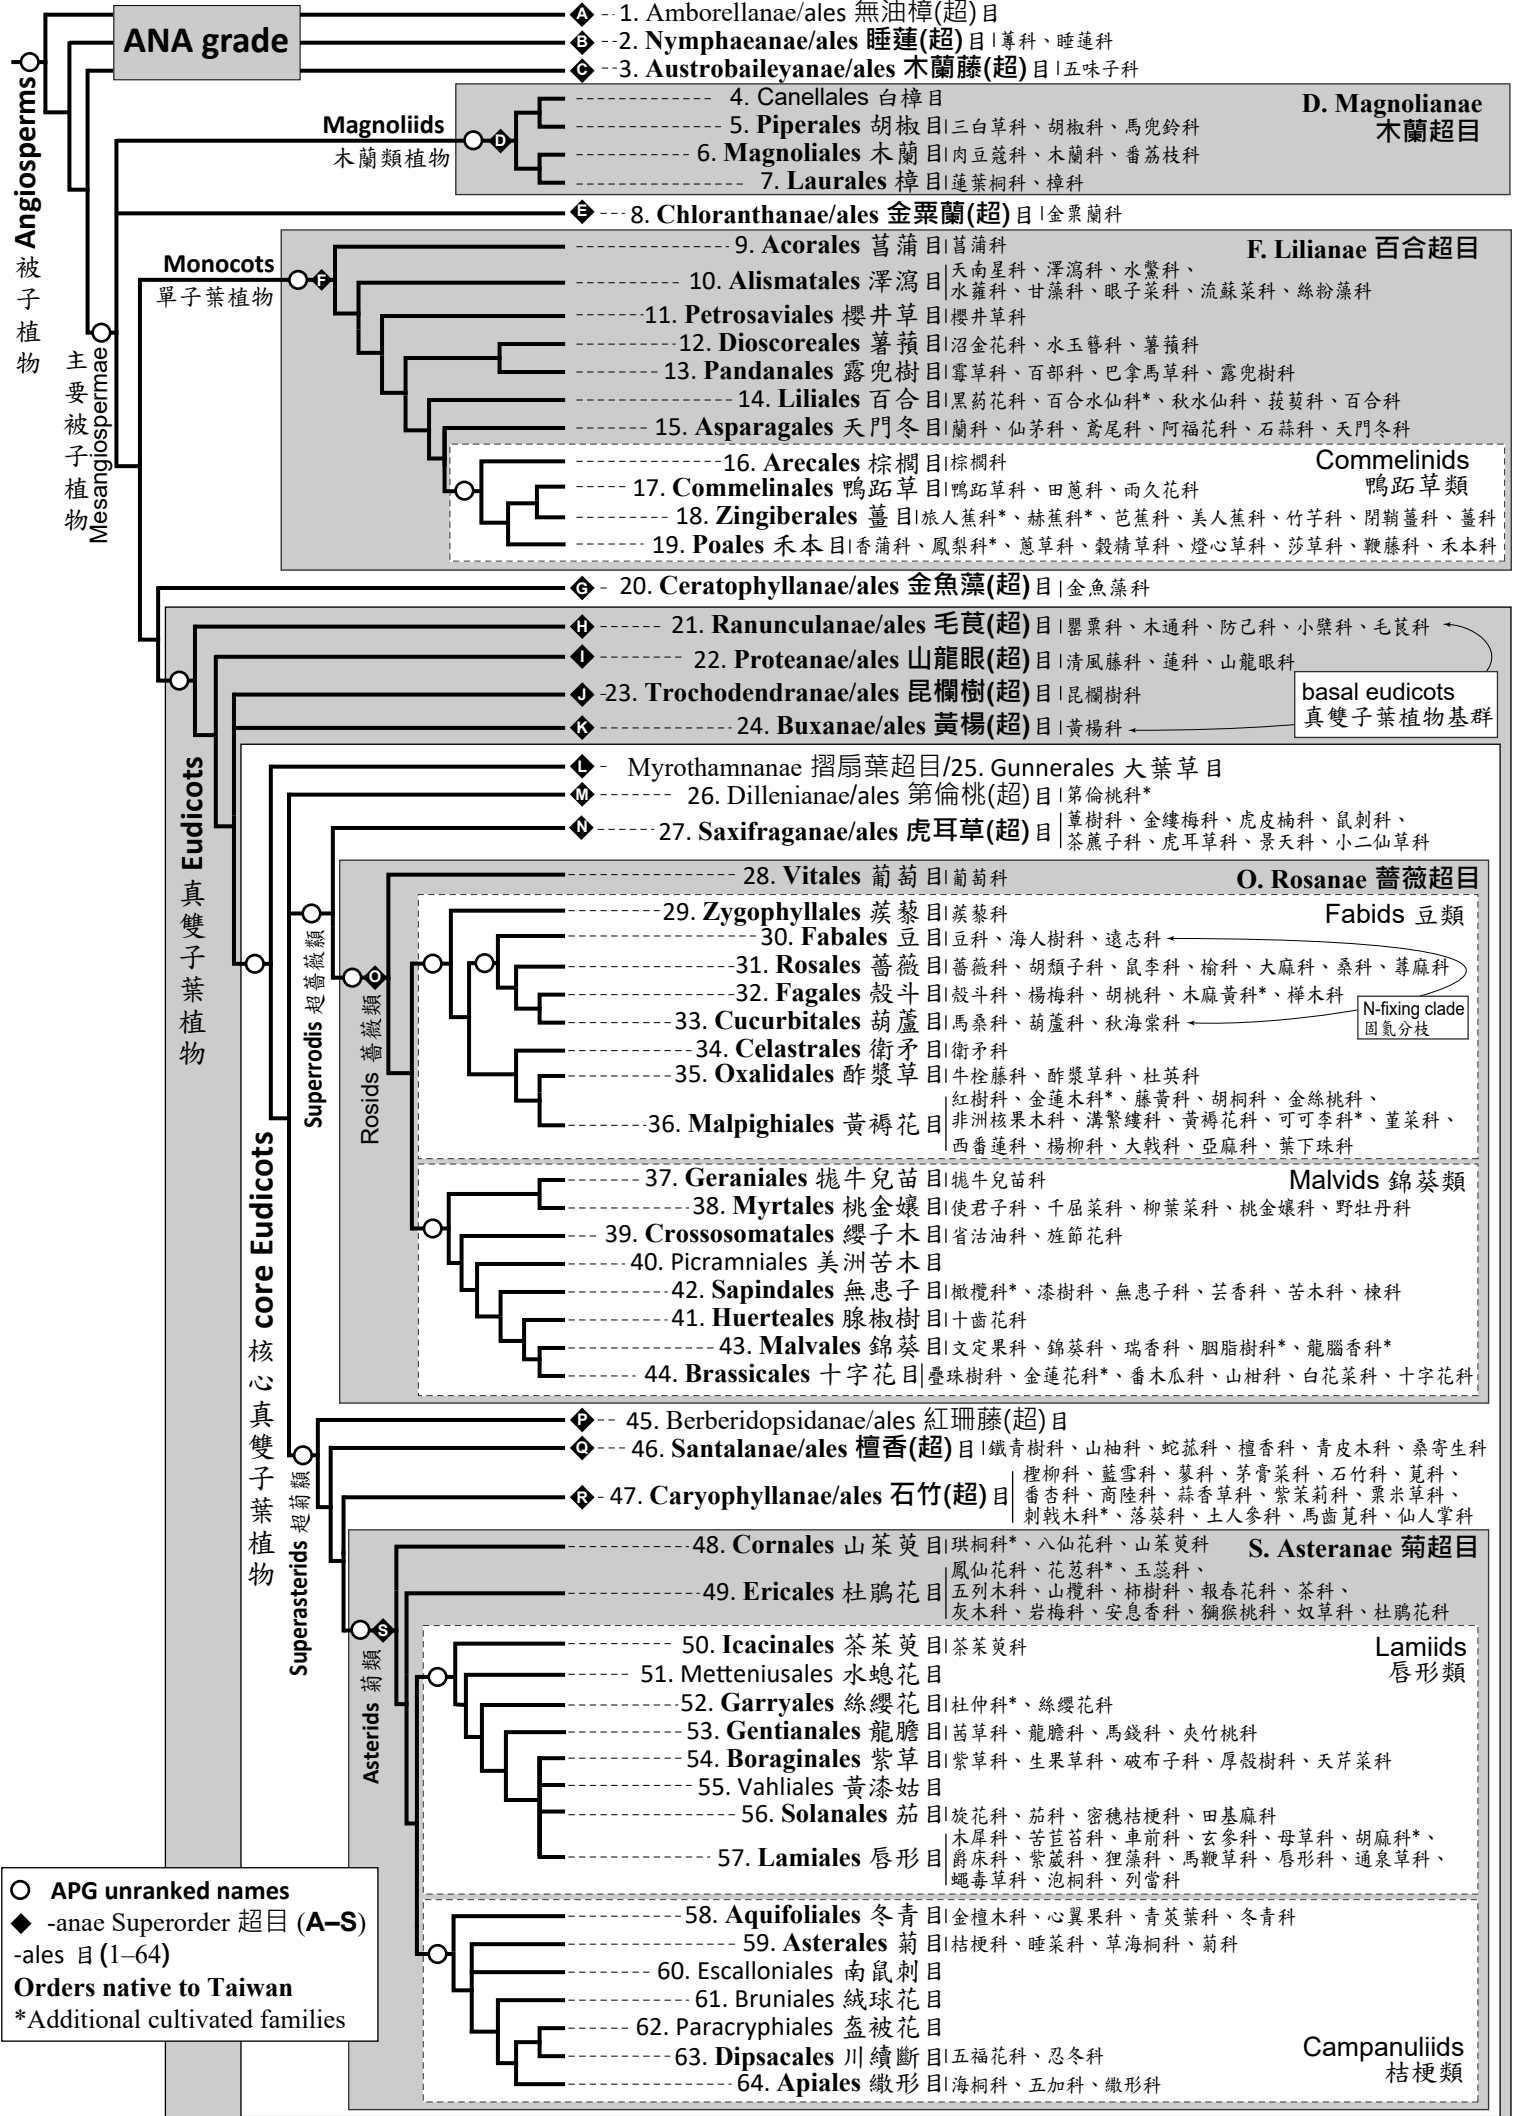 Angiosperms 被子植物
ANA grade
A 1. Amborellanae/ales 無油樟(超)目
B 2. Nymphaeanae/ales 睡蓮(超)目|蓴科、睡蓮科
C 3. Austrobaileyanae/ales 木蘭藤(超)目|五味子科
Magnoliids
木蘭類植物
D
D. Magnolianae
木蘭超目
4. Canellales 白樟目
5. Piperales 胡椒目|三白草科、胡椒科、馬兜鈴科
6. Magnoliales 木蘭目|肉豆蔻科、木蘭科、番荔枝科
7. Laurales 樟目|蓮葉桐科、樟科
E 8. Chloranthanae/ales 金粟蘭(超)目|金粟蘭科
主要被子植物
Mesangiospermae
Monocots
單子葉植物
F
F. Lilianae 百合超目
9. Acorales 菖蒲目|菖蒲科
10. Alismatales 澤瀉目|天南星科、澤瀉科、水鱉科、
水蕹科、甘藻科、眼子菜科、流蘇菜科、絲粉藻科
11. Petrosaviales 櫻井草目|櫻井草科
12. Dioscoreales 薯蕷目|沼金花科、水玉簪科、薯蕷科
13. Pandanales 露兜樹目|霉草科、百部科、巴拿馬草科、露兜樹科
14. Liliales 百合目|黑葯花科、百合水仙科*、秋水仙科、菝葜科、百合科
15. Asparagales 天門冬目|蘭科、仙茅科、鳶尾科、阿福花科、石蒜科、天門冬科
Commelinids
鴨跖草類
16. Arecales 棕櫚目|棕櫚科
17. Commelinales 鴨跖草目|鴨跖草科、田蔥科、雨久花科
18. Zingiberales 薑目|旅人蕉科*、赫蕉科*、芭蕉科、美人蕉科、竹芋科、閉鞘薑科、薑科
19. Poales 禾本目|香蒲科、鳳梨科*、蔥草科、穀精草科、燈心草科、莎草科、鞭藤科、禾本科
G 20. Ceratophyllanae/ales 金魚藻(超)目|金魚藻科
Eudicots 真雙子葉植物
H 21. Ranunculanae/ales 毛莨(超)目|罌粟科、木通科、防己科、小檗科、毛莨科
I 22. Proteanae/ales 山龍眼(超)目|清風藤科、蓮科、山龍眼科
J 23. Trochodendranae/ales 昆欄樹(超)目|昆欄樹科
K 24. Buxanae/ales 黃楊(超)目|黃楊科
basal eudicots
真雙子葉植物基群
core Eudicots 核心真雙子葉植物
L Myrothamnanae 摺扇葉超目/25. Gunnerales 大葉草目
M 26. Dillenianae/ales 第倫桃(超)目|第倫桃科*
N 27. Saxifraganae/ales 虎耳草(超)目|蕈樹科、金縷梅科、虎皮楠科、鼠刺科、
茶藨子科、虎耳草科、景天科、小二仙草科
Superrodis 超薔薇類
Rosids 薔薇類
O
O. Rosanae 薔薇超目
28. Vitales 葡萄目|葡萄科
Fabids 豆類
29. Zygophyllales 蒺藜目|蒺藜科
30. Fabales 豆目|豆科、海人樹科、遠志科
31. Rosales 薔薇目|薔薇科、胡頹子科、鼠李科、榆科、大麻科、桑科、蕁麻科
32. Fagales 殼斗目|殼斗科、楊梅科、胡桃科、木麻黃科*、樺木科
33. Cucurbitales 葫蘆目|馬桑科、葫蘆科、秋海棠科
N-fixing clade
固氮分枝
34. Celastrales 衛矛目|衛矛科
35. Oxalidales 酢漿草目|牛栓藤科、酢漿草科、杜英科
36. Malpighiales 黃褥花目|紅樹科、金蓮木科*、藤黃科、胡桐科、金絲桃科、
非洲核果木科、溝繁縷科、黃褥花科、可可李科*、堇菜科、
西番蓮科、楊柳科、大戟科、亞麻科、葉下珠科
Malvids 錦葵類
37. Geraniales 牻牛兒苗目|牻牛兒苗科
38. Myrtales 桃金孃目|使君子科、千屈菜科、柳葉菜科、桃金孃科、野牡丹科
39. Crossosomatales 纓子木目|省沽油科、旌節花科
40. Picramniales 美洲苦木目
42. Sapindales 無患子目|橄欖科*、漆樹科、無患子科、芸香科、苦木科、楝科
41. Huerteales 腺椒樹目|十齒花科
43. Malvales 錦葵目|文定果科、錦葵科、瑞香科、胭脂樹科*、龍腦香科*
44. Brassicales 十字花目|疊珠樹科、金蓮花科*、番木瓜科、山柑科、白花菜科、十字花科
Superasterids 超菊類
P 45. Berberidopsidanae/ales 紅珊藤(超)目
Q 46. Santalanae/ales 檀香(超)目|鐵青樹科、山柚科、蛇菰科、檀香科、青皮木科、桑寄生科
R 47. Caryophyllanae/ales 石竹(超)目|檉柳科、藍雪科、蓼科、茅膏菜科、石竹科、莧科、
番杏科、商陸科、蒜香草科、紫茉莉科、粟米草科、
刺戟木科*、落葵科、土人參科、馬齒莧科、仙人掌科
Asterids 菊類
S
S. Asteranae 菊超目
48. Cornales 山茱萸目|珙桐科*、八仙花科、山茱萸科
49. Ericales 杜鵑花目|鳳仙花科、花荵科*、玉蕊科、
五列木科、山欖科、柿樹科、報春花科、茶科、
灰木科、岩梅科、安息香科、獼猴桃科、奴草科、杜鵑花科
Lamiids
唇形類
50. Icacinales 茶茱萸目|茶茱萸科
51. Metteniusales 水螅花目
52. Garryales 絲纓花目|杜仲科*、絲纓花科
53. Gentianales 龍膽目|茜草科、龍膽科、馬錢科、夾竹桃科
54. Boraginales 紫草目|紫草科、生果草科、破布子科、厚殼樹科、天芹菜科
55. Vahliales 黃漆姑目
56. Solanales 茄目|旋花科、茄科、密穗桔梗科、田基麻科
57. Lamiales 唇形目|木犀科、苦苣苔科、車前科、玄參科、母草科、胡麻科*、
爵床科、紫葳科、狸藻科、馬鞭草科、唇形科、通泉草科、
蠅毒草科、泡桐科、列當科
58. Aquifoliales 冬青目|金檀木科、心翼果科、青莢葉科、冬青科
59. Asterales 菊目|桔梗科、睡菜科、草海桐科、菊科
60. Escalloniales 南鼠刺目
61. Bruniales 絨球花目
62. Paracryphiales 盔被花目
63. Dipsacales 川續斷目|五福花科、忍冬科
64. Apiales 繖形目|海桐科、五加科、繖形科
Campanuliids
桔梗類
APG unranked names
-anae Superorder 超目 (A–S)
-ales 目 (1–64)
Orders native to Taiwan
*Additional cultivated families